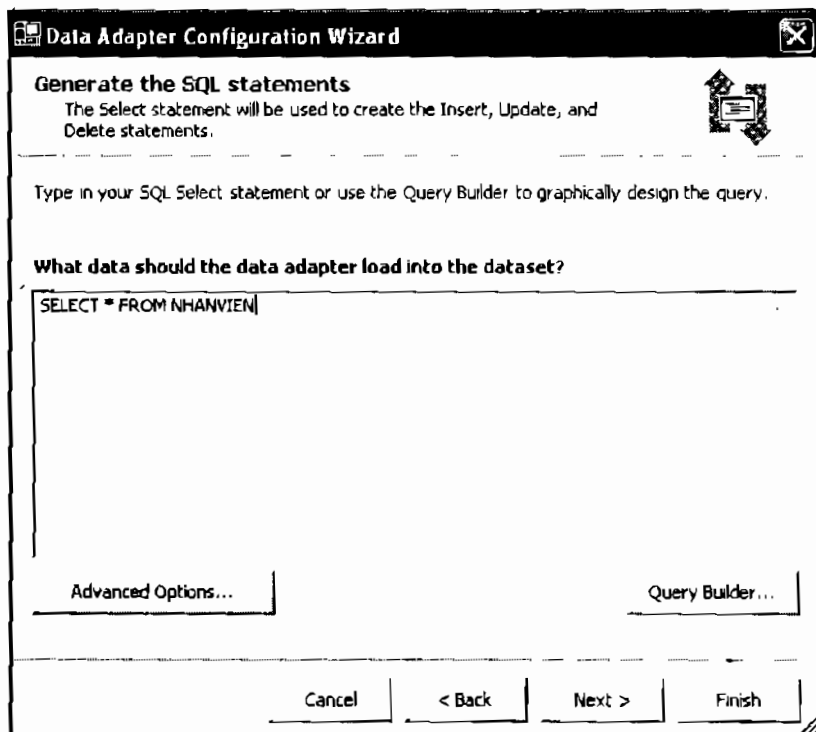 Data Adapter Configuration Wizard
Generate the SQL statements
The Select statement will be used to create the Insert, Update, and
Delete statements.
Type in your SQL Select statement or use the Query Builder to graphically design the query.
What data should the data adapter load into the dataset?
SELECT * FROM NHANVIEN
Advanced Options...
Query Builder...
Cancel
< Back
Next >
Finish